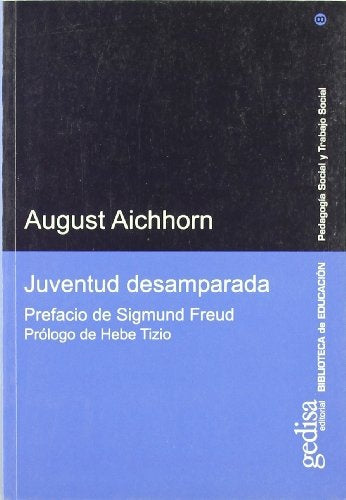 August Aichhorn
Juventud desamparada
Prefacio de Sigmund Freud
Prólogo de Hebe Tizio
gedisa
editorial
BIBLIOTECA de EDUCACIÓN
Pedagogía Social y Trabajo Social
8